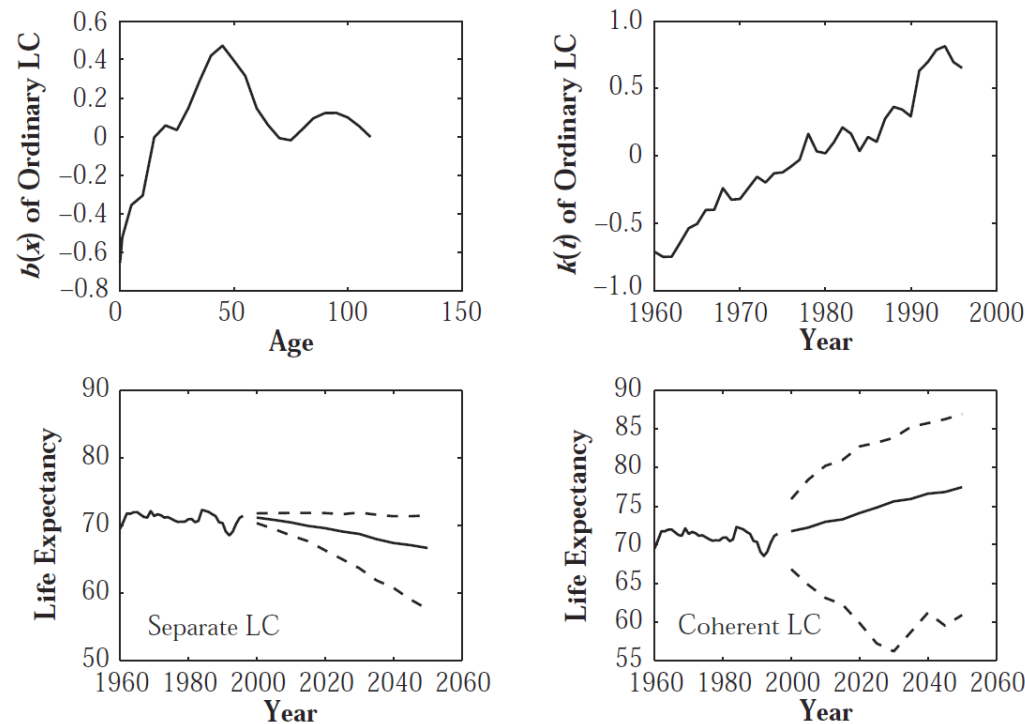 b(x) of Ordinary LC
0.6
0.4
0.2
0
−0.2
−0.4
−0.6
−0.8
0
50
100
150
Age
k(t) of Ordinary LC
1.0
0.5
0
−0.5
−1.0
1960
1970
1980
1990
2000
Year
Life Expectancy
90
80
70
60
50
Separate LC
1960 1980 2000 2020 2040 2060
Year
Life Expectancy
90
85
80
75
70
65
60
55
Coherent LC
1960 1980 2000 2020 2040 2060
Year